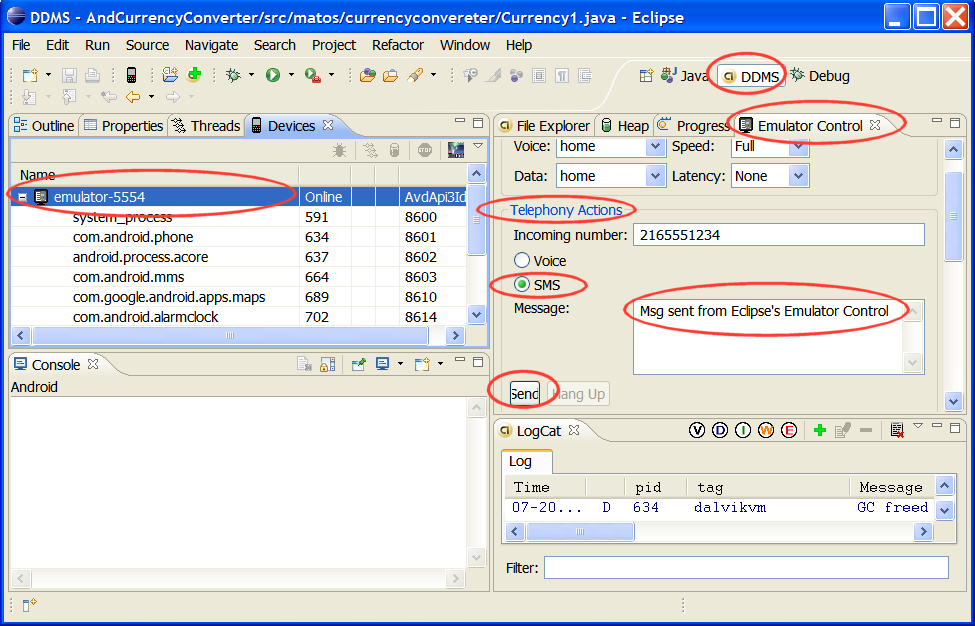 DDMS - AndCurrencyConverter/src/matos/currencyconvereter/Currency1.java - Eclipse
File Edit Run Source Navigate Search Project Refactor Window Help
Java DDMS Debug
Outline Properties Threads Devices
Name
emulator-5554 Online AvdApi3Id
system_process 591 8600
com.android.phone 634 8601
android.process.acore 637 8602
com.android.mms 664 8603
com.google.android.apps.maps 689 8610
com.android.alarmclock 702 8614
Console
Android
File Explorer Heap Progress Emulator Control
Voice: home Speed: Full
Data: home Latency: None
Telephony Actions
Incoming number: 2165551234
Voice
SMS
Message: Msg sent from Eclipse's Emulator Control
Send Hang Up
LogCat V D I W E
Log
Time pid tag Message
07-20... D 634 dalvikvm GC freed
Filter: